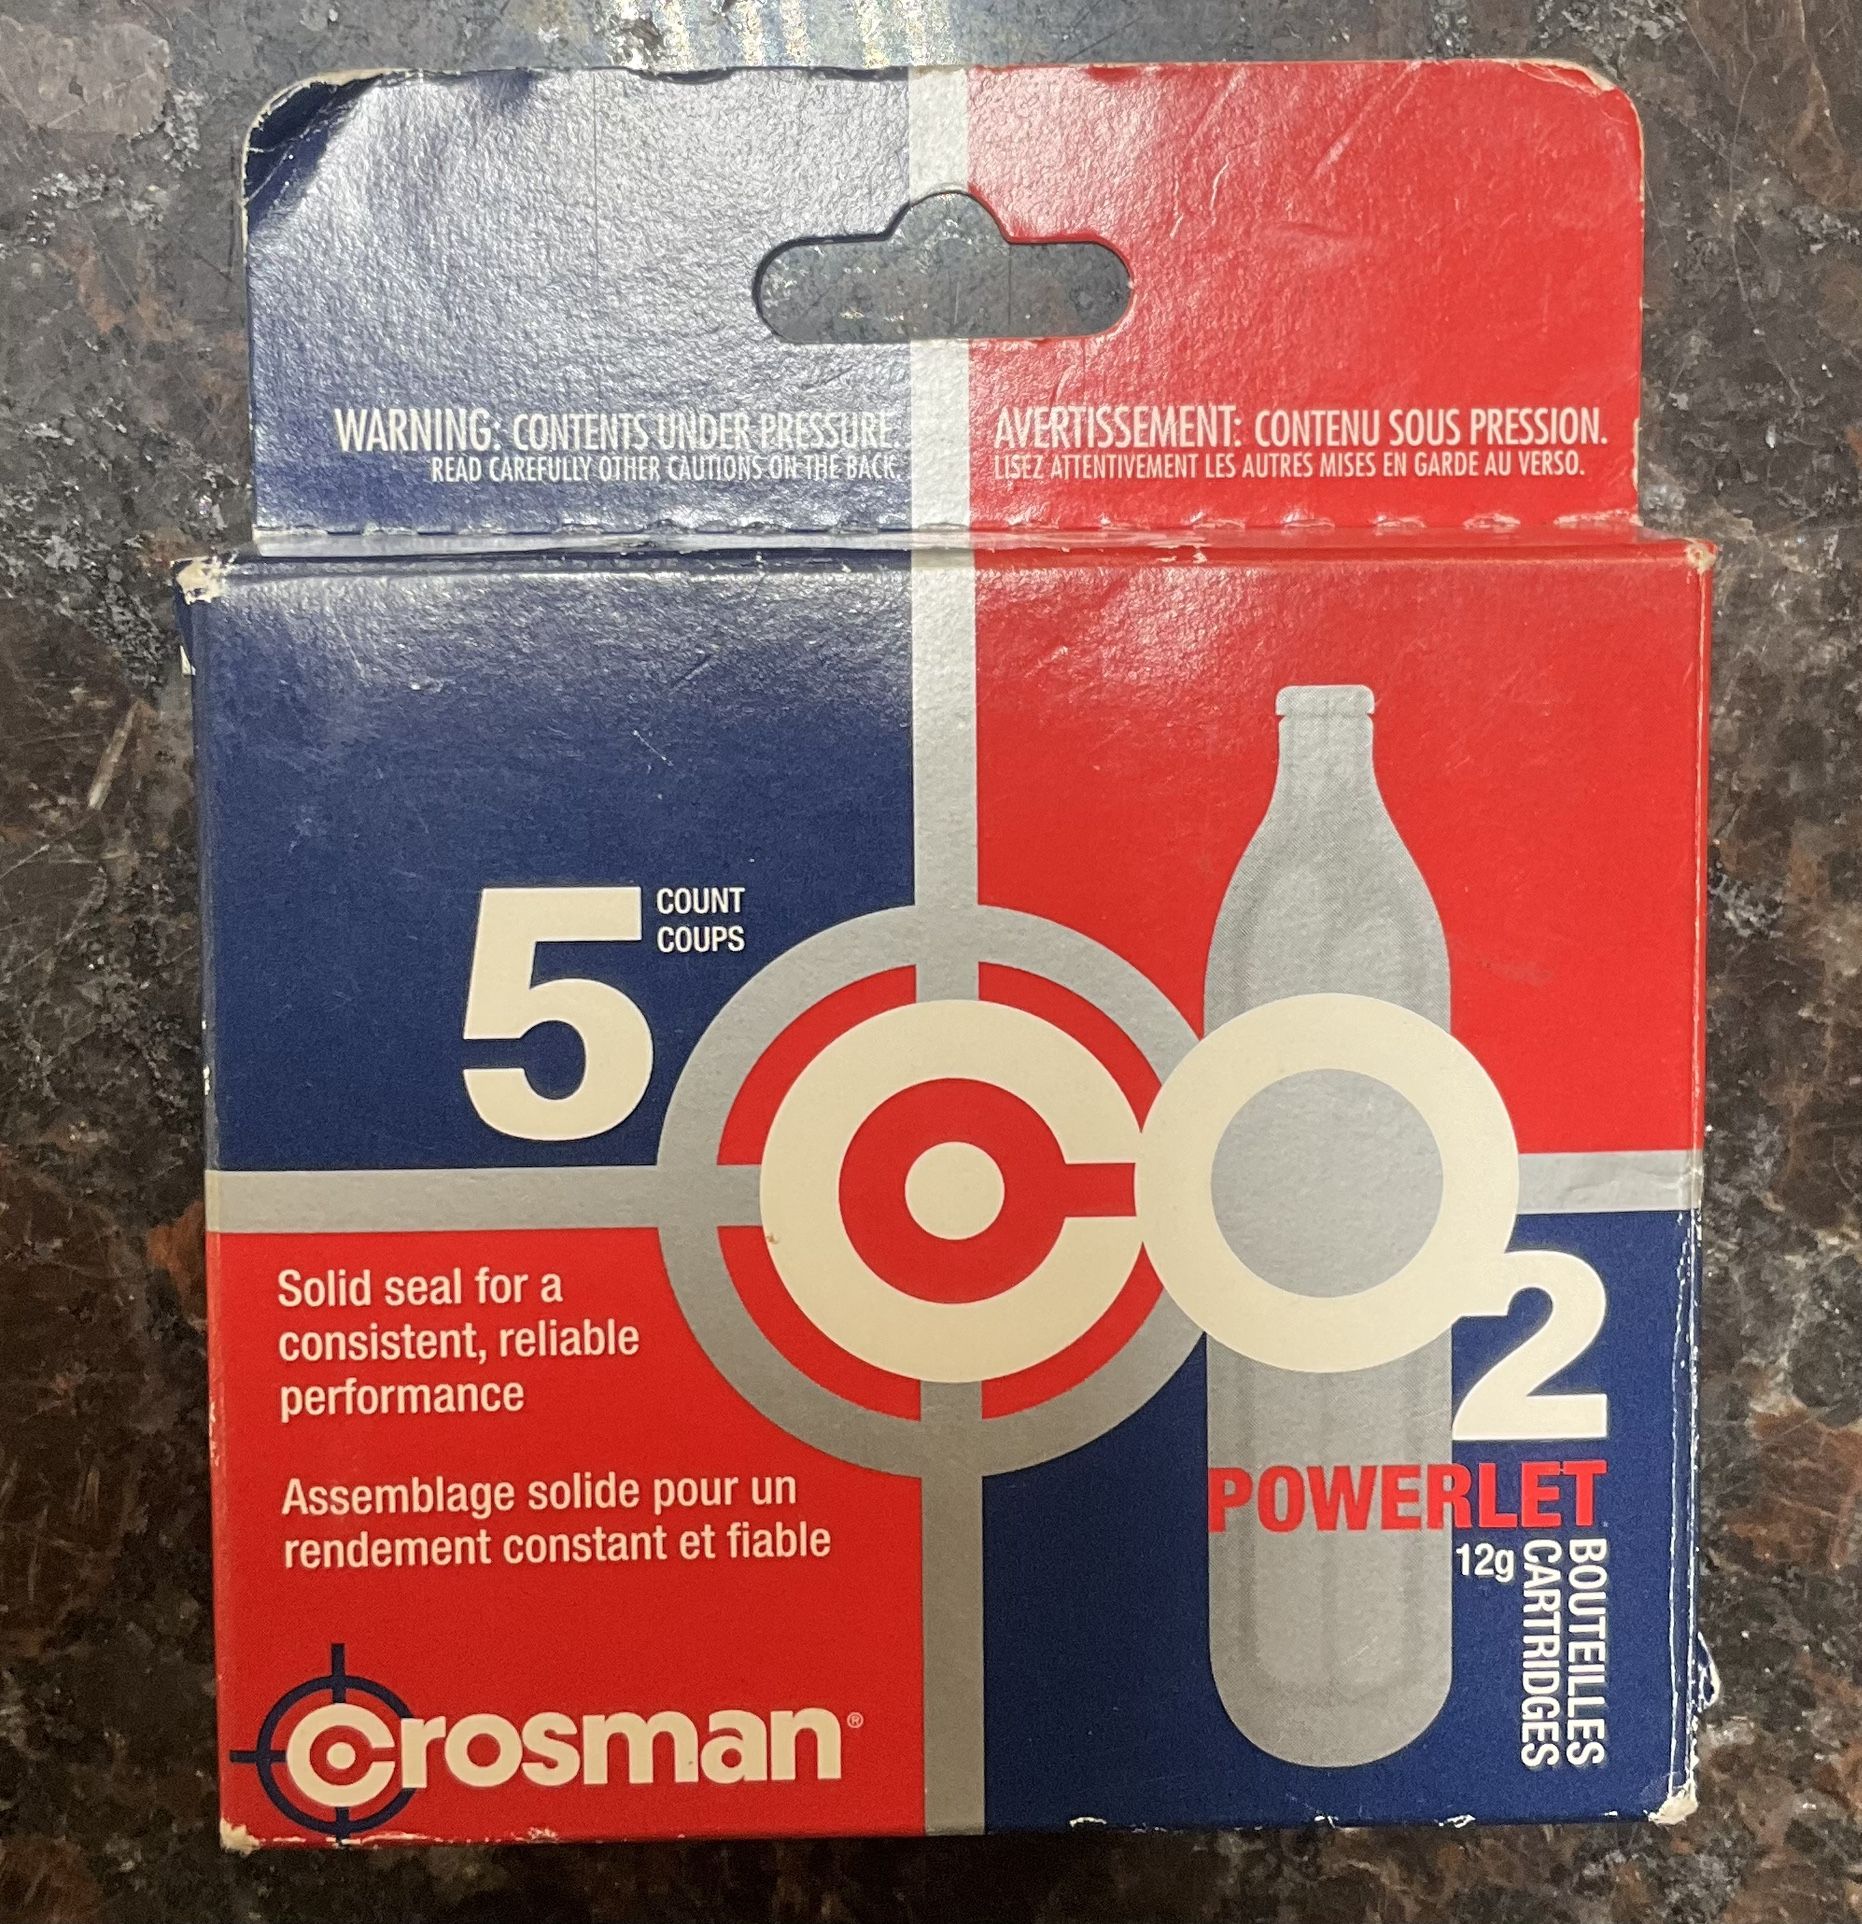 WARNING: CONTENTS UNDER PRESSURE.
READ CAREFULLY OTHER CAUTIONS ON THE BACK.
AVERTISSEMENT: CONTENU SOUS PRESSION.
LISEZ ATTENTIVEMENT LES AUTRES MISES EN GARDE AU VERSO.
5 COUNT
COUPS
CO2
POWERLET
12g
BOUTEILLES
CARTRIDGES
Solid seal for a
consistent, reliable
performance
Assemblage solide pour un
rendement constant et fiable
Crosman®